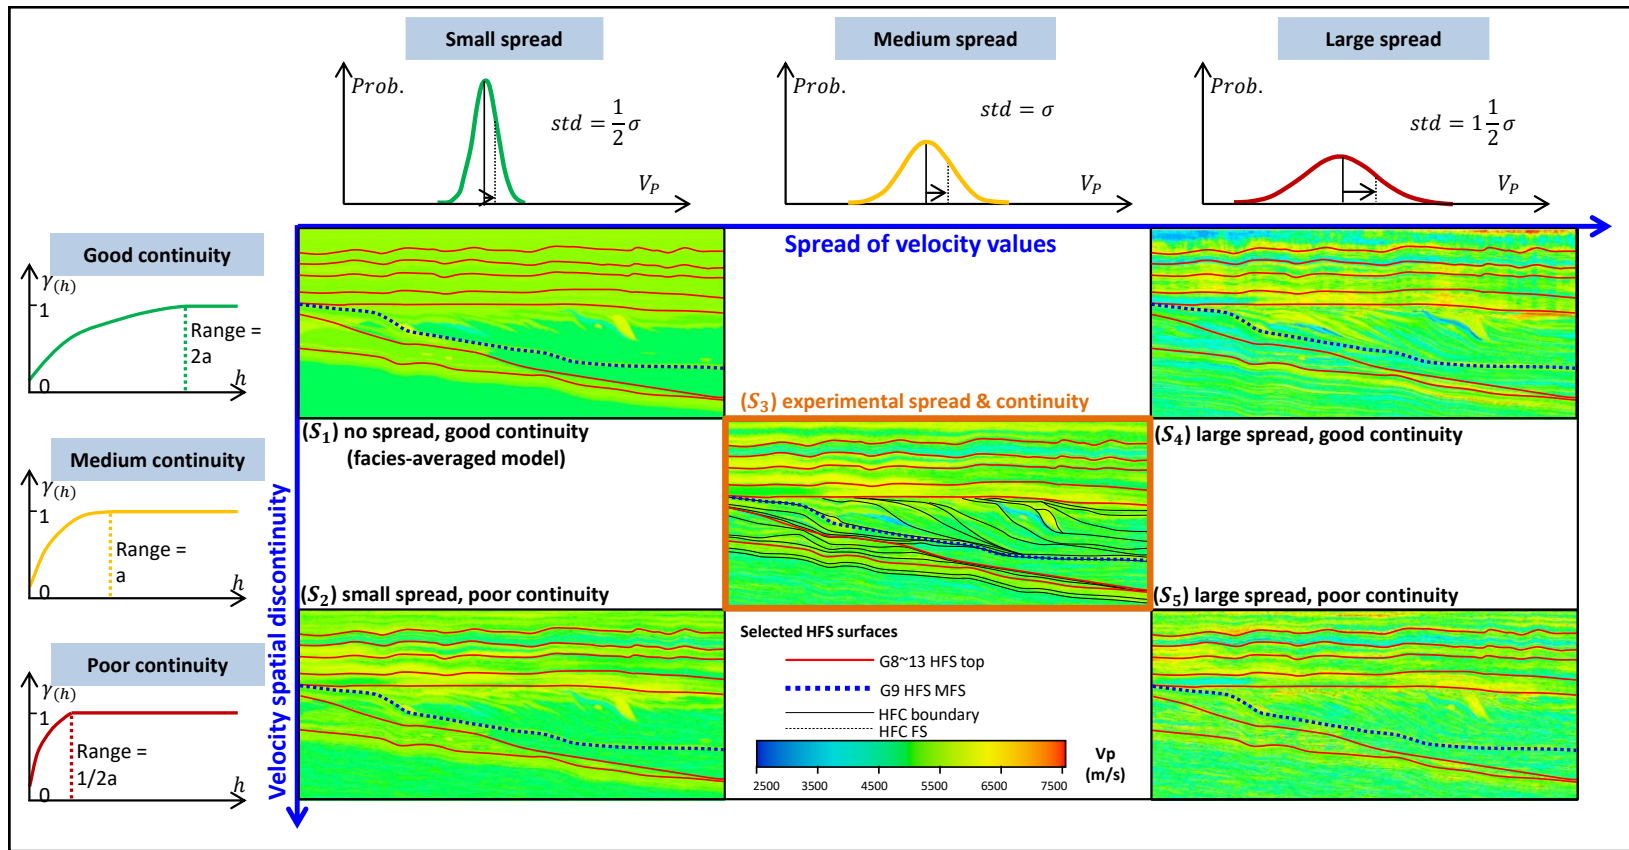 Small spread
Medium spread
Large spread
Prob.
std = 1/2 σ
V_P
Prob.
std = σ
V_P
Prob.
std = 1 1/2 σ
V_P
Spread of velocity values
Good continuity
γ(h)
1
Range =
2a
0
h
(S₃) experimental spread & continuity
(S₁) no spread, good continuity
(facies-averaged model)
(S₄) large spread, good continuity
Medium continuity
γ(h)
1
Range =
a
0
h
Velocity spatial discontinuity
(S₂) small spread, poor continuity
(S₅) large spread, poor continuity
Poor continuity
γ(h)
1
Range =
1/2a
0
h
Selected HFS surfaces
G8~13 HFS top
G9 HFS MFS
HFC boundary
HFC FS
Vp
(m/s)
2500 3500 4500 5500 6500 7500